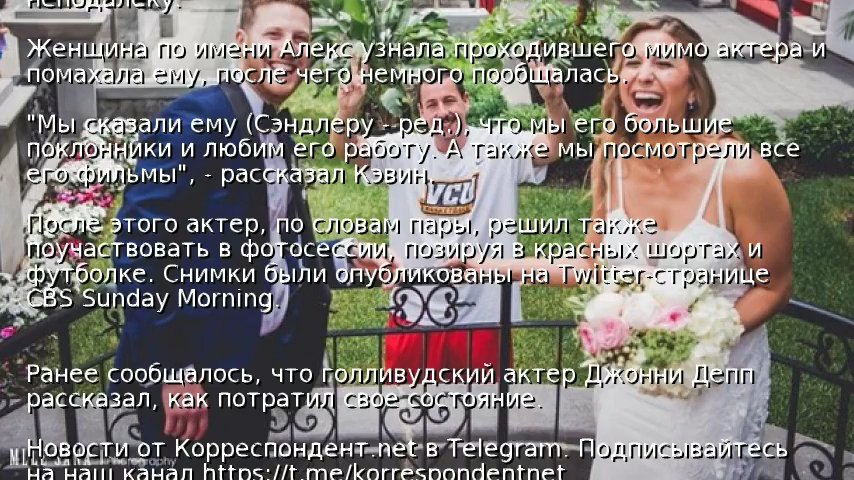 неподалеку.
Женщина по имени Алекс узнала проходившего мимо актера и
помахала ему, после чего немного пообщалась.
"Мы сказали ему (Сэндлеру - ред.), что мы его большие
поклонники и любим его работу. А также мы посмотрели все
его фильмы", - рассказал Кэвин.
VCU
После этого актер, по словам пары, решил также
поучаствовать в фотосессии, позируя в красных шортах и
футболке. Снимки были опубликованы на Twitter-странице
CBS Sunday Morning.
Ранее сообщалось, что голливудский актер Джонни Депп
рассказал, как потратил свое состояние.
Новости от Корреспондент.net в Telegram. Подписывайтесь
на наш канал https://t.me/korrespondentnet